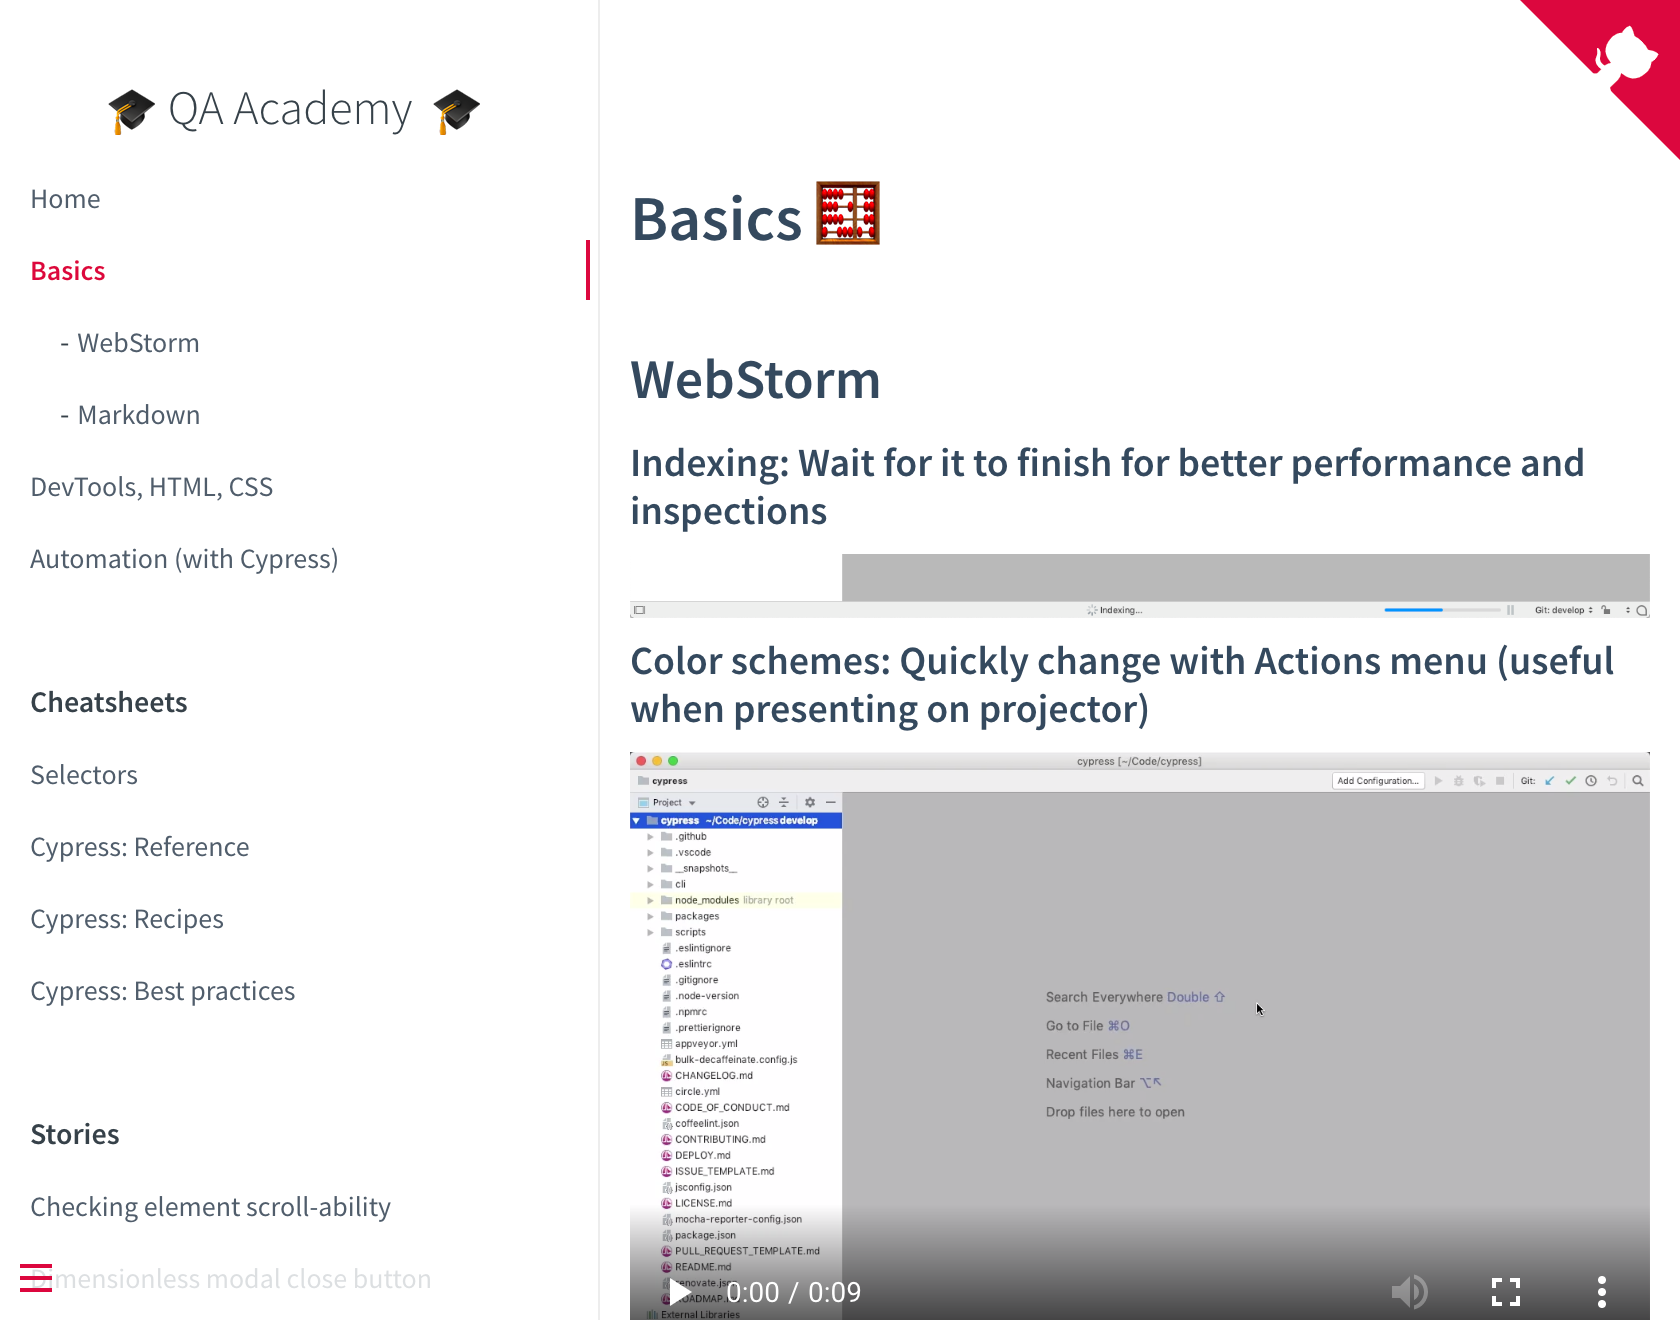 QA Academy
Home
Basics
- WebStorm
- Markdown
DevTools, HTML, CSS
Automation (with Cypress)
Cheatsheets
Selectors
Cypress: Reference
Cypress: Recipes
Cypress: Best practices
Stories
Checking element scroll-ability
Dimensionless modal close button
Basics
WebStorm
Indexing: Wait for it to finish for better performance and
inspections
Indexing...
Git: develop
Color schemes: Quickly change with Actions menu (useful
when presenting on projector)
cypress [~/Code/cypress]
cypress
Add Configuration...
Git:
Project
cypress ~/Code/cypress develop
.github
.vscode
__snapshots__
cli
node_modules library root
packages
scripts
.eslintignore
.eslintrc
.gitignore
.node-version
.npmrc
.prettierignore
appveyor.yml
bulk-decaffeinate.config.js
CHANGELOG.md
circle.yml
CODE_OF_CONDUCT.md
coffeelint.json
CONTRIBUTING.md
DEPLOY.md
ISSUE_TEMPLATE.md
jsconfig.json
LICENSE.md
mocha-reporter-config.json
package.json
PULL_REQUEST_TEMPLATE.md
README.md
renovate.json
ROADMAP.md
External Libraries
Search Everywhere Double ⇧
Go to File ⌘O
Recent Files ⌘E
Navigation Bar ⌥↖
Drop files here to open
0:00 / 0:09